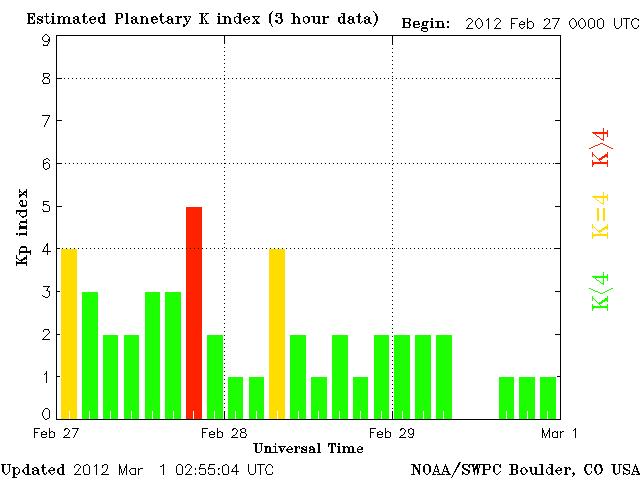 Estimated Planetary K index (3 hour data) Begin: 2012 Feb 27 0000 UTC
9
8
7
6
5
4
3
2
1
0
Kp index
K>4
K=4
K<4
Feb 27 Feb 28 Feb 29 Mar 1
Universal Time
Updated 2012 Mar 1 02:55:04 UTC NOAA/SWPC Boulder, CO USA